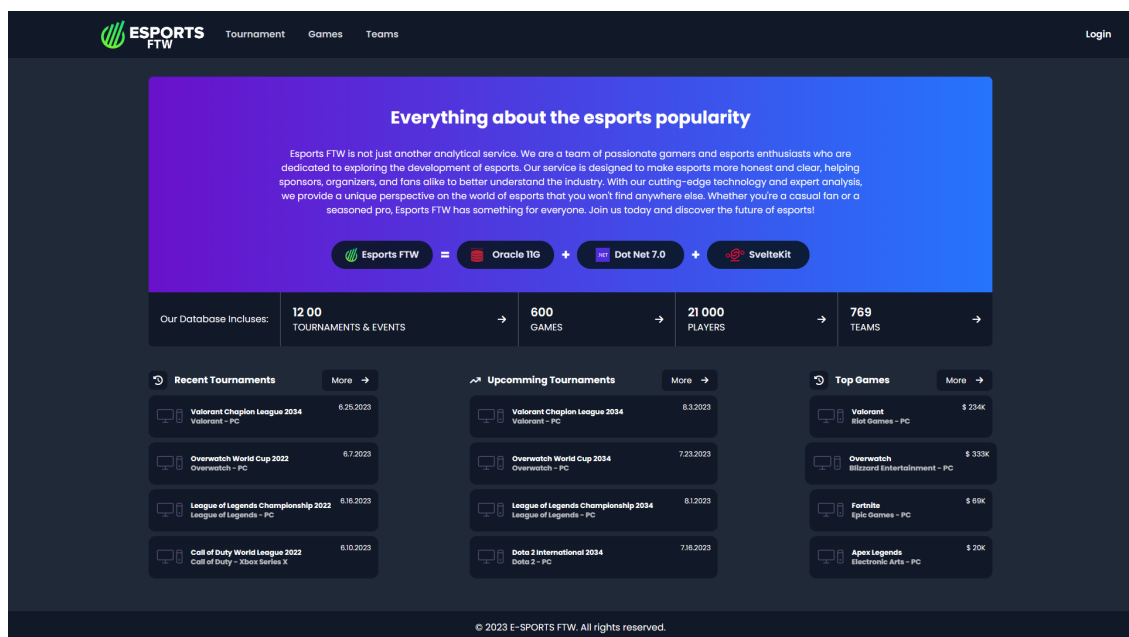 ESPORTS
FTW
Tournament Games Teams
Login
Everything about the esports popularity
Esports FTW is not just another analytical service. We are a team of passionate gamers and esports enthusiasts who are
dedicated to exploring the development of esports. Our service is designed to make esports more honest and clear, helping
sponsors, organizers, and fans alike to better understand the industry. With our cutting-edge technology and expert analysis,
we provide a unique perspective on the world of esports that you won't find anywhere else. Whether you're a casual fan or a
seasoned pro, Esports FTW has something for everyone. Join us today and discover the future of esports!
Esports FTW = Oracle 11G + .NET Dot Net 7.0 + SvelteKit
Our Database Incluses:
12 00
TOURNAMENTS & EVENTS
600
GAMES
21 000
PLAYERS
769
TEAMS
Recent Tournaments More →
Valorant Chapion League 2034 6.25.2023
Valorant - PC
Overwatch World Cup 2022 6.7.2023
Overwatch - PC
League of Legends Championship 2022 6.16.2023
League of Legends - PC
Call of Duty World League 2022 6.10.2023
Call of Duty - Xbox Series X
Upcomming Tournaments More →
Valorant Chapion League 2034 8.3.2023
Valorant - PC
Overwatch World Cup 2034 7.23.2023
Overwatch - PC
League of Legends Championship 2034 8.1.2023
League of Legends - PC
Dota 2 International 2034 7.16.2023
Dota 2 - PC
Top Games More →
Valorant $ 234K
Riot Games - PC
Overwatch $ 333K
Blizzard Entertainment - PC
Fortnite $ 69K
Epic Games - PC
Apex Legends $ 20K
Electronic Arts - PC
© 2023 E-SPORTS FTW. All rights reserved.